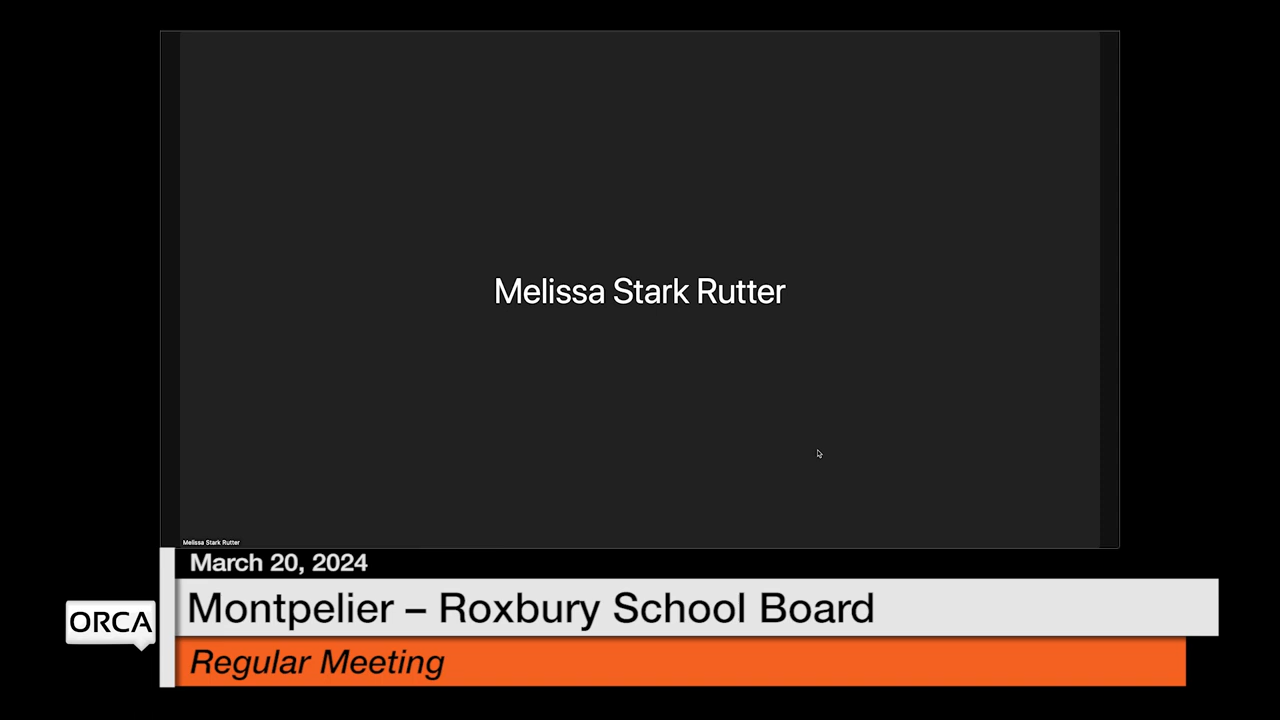 Melissa Stark Rutter
Melissa Stark Rutter
March 20, 2024
Montpelier – Roxbury School Board
ORCA
Regular Meeting